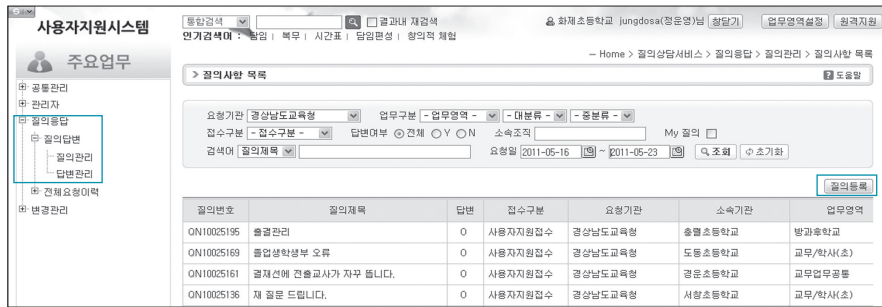 사용자지원시스템
통합검색 결과내 재검색 화제초등학교 jungdosa(정운영)님 창닫기 업무영역설정 원격지원
인기검색어 : 담임 | 복무 | 시간표 | 담임편성 | 창의적 체험
주요업무
– Home > 질의상담서비스 > 질의응답 > 질의관리 > 질의사항 목록
> 질의사항 목록 ? 도움말
공통관리
관리자
질의응답
질의답변
질의관리
답변관리
전체요청이력
변경관리
요청기관 경상남도교육청 업무구분 - 업무영역 - - 대분류 - - 중분류 -
접수구분 - 접수구분 - 답변여부 전체 Y N 소속조직 My 질의
검색어 질의제목 요청일 2011-05-16 ~ 2011-05-23 조회 초기화
질의등록
질의번호 질의제목 답변 접수구분 요청기관 소속기관 업무영역
QN10025195 출결관리 0 사용자지원접수 경상남도교육청 충렬초등학교 방과후학교
QN10025169 졸업생학생부 오류 0 사용자지원접수 경상남도교육청 도동초등학교 교무/학사(초)
QN10025161 결재선에 전출교사가 자꾸 뜹니다. 0 사용자지원접수 경상남도교육청 경운초등학교 교무업무공통
QN10025136 재 질문 드립니다. 0 사용자지원접수 경상남도교육청 서창초등학교 교무/학사(초)